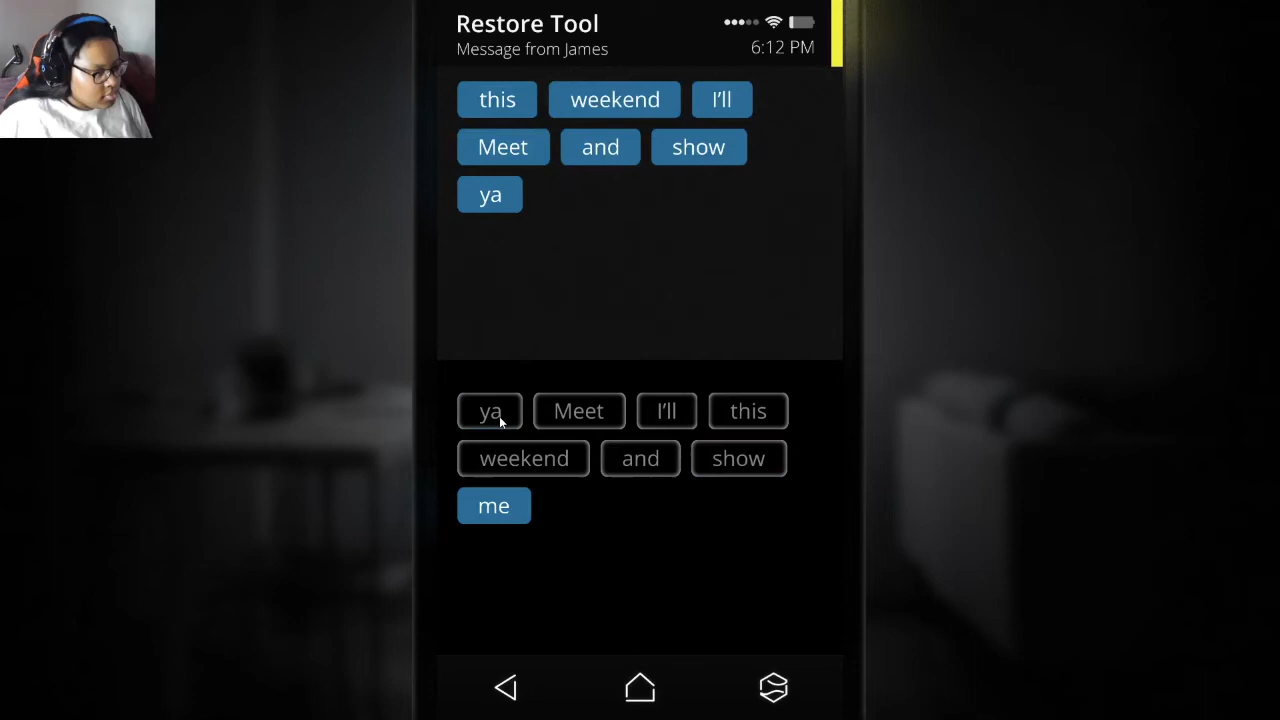 Restore Tool
Message from James
6:12 PM
this weekend I'll
Meet and show
ya
ya Meet I'll this
weekend and show
me